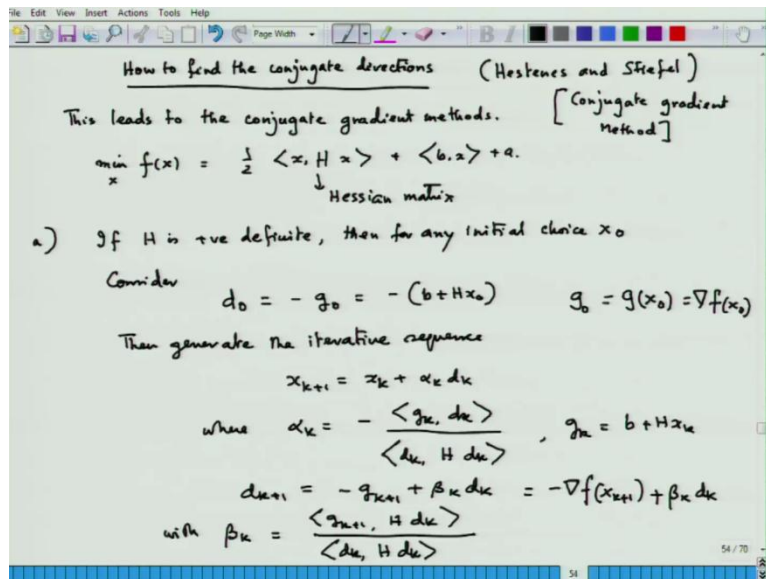 File Edit View Insert Actions Tools Help
Page Width
B I
How to find the conjugate directions (Hestenes and Stiefel)
This leads to the conjugate gradient methods. [Conjugate gradient Method]
min_x f(x) = 1/2 <x, H x> + <b, x> + a.
↓
Hessian matrix
a) If H is +ve definite, then for any initial choice x₀
Consider
d₀ = - g₀ = - (b + Hx₀) g₀ = g(x₀) = ∇f(x₀)
Then generate the iterative sequence
xₖ₊₁ = xₖ + αₖ dₖ
where αₖ = - <gₖ, dₖ> / <dₖ, H dₖ> , gₖ = b + Hxₖ
dₖ₊₁ = - gₖ₊₁ + βₖ dₖ = -∇f(xₖ₊₁) + βₖ dₖ
with βₖ = <gₖ₊₁, H dₖ> / <dₖ, H dₖ>
54 / 70
54